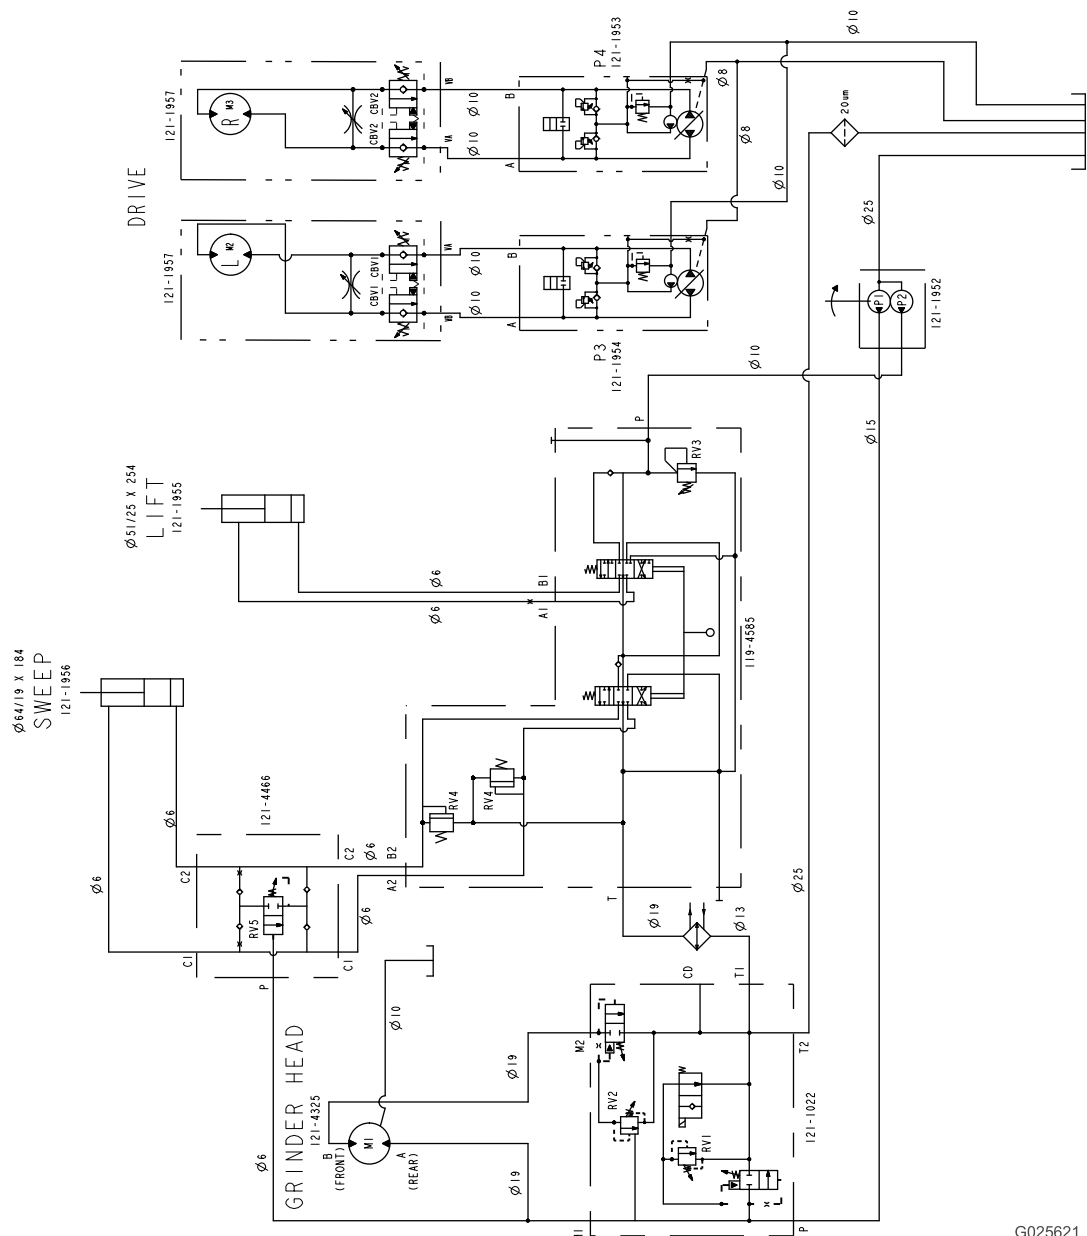 Ø10
P4
121-1953
121-1957
M3
R
CBV2
CBV2
VB
VA
Ø10
Ø10
B
A
Ø8
Ø8
20um
DRIVE
Ø10
Ø25
121-1957
M2
L
CBV1
CBV1
VA
VB
Ø10
Ø10
B
A
P1
P2
121-1952
P3
121-1954
Ø10
P
Ø15
RV3
Ø51/25 X 254
LIFT
121-1955
Ø6
Ø6
B1
A1
119-4585
Ø64/19 X 184
SWEEP
121-1956
121-4466
RV4
RV4
Ø6
Ø6
C2
C2
Ø6
B2
A2
RV5
C1
C1
Ø6
P
T
Ø19
Ø13
Ø25
CD
T1
Ø10
GRINDER HEAD
121-4325
M2
T2
Ø19
RV2
B
(FRONT)
M1
A
(REAR)
RV1
121-1022
Ø6
Ø19
P
G025621